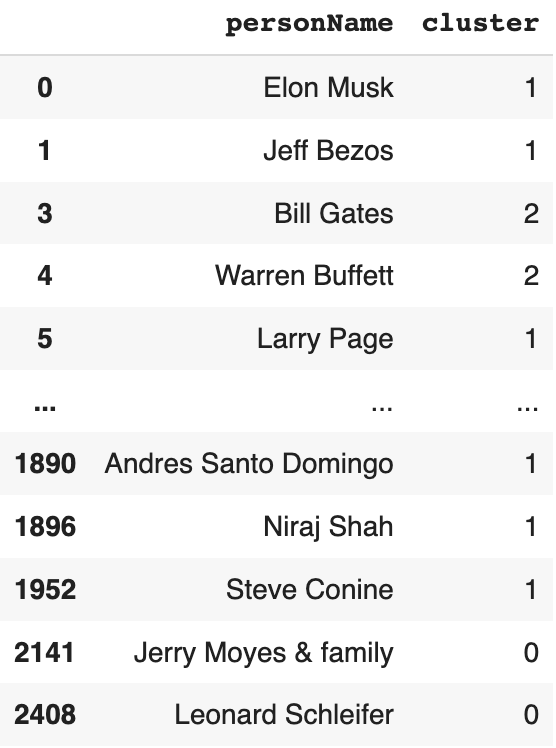 personName cluster
0 Elon Musk 1
1 Jeff Bezos 1
3 Bill Gates 2
4 Warren Buffett 2
5 Larry Page 1
... ... ...
1890 Andres Santo Domingo 1
1896 Niraj Shah 1
1952 Steve Conine 1
2141 Jerry Moyes & family 0
2408 Leonard Schleifer 0